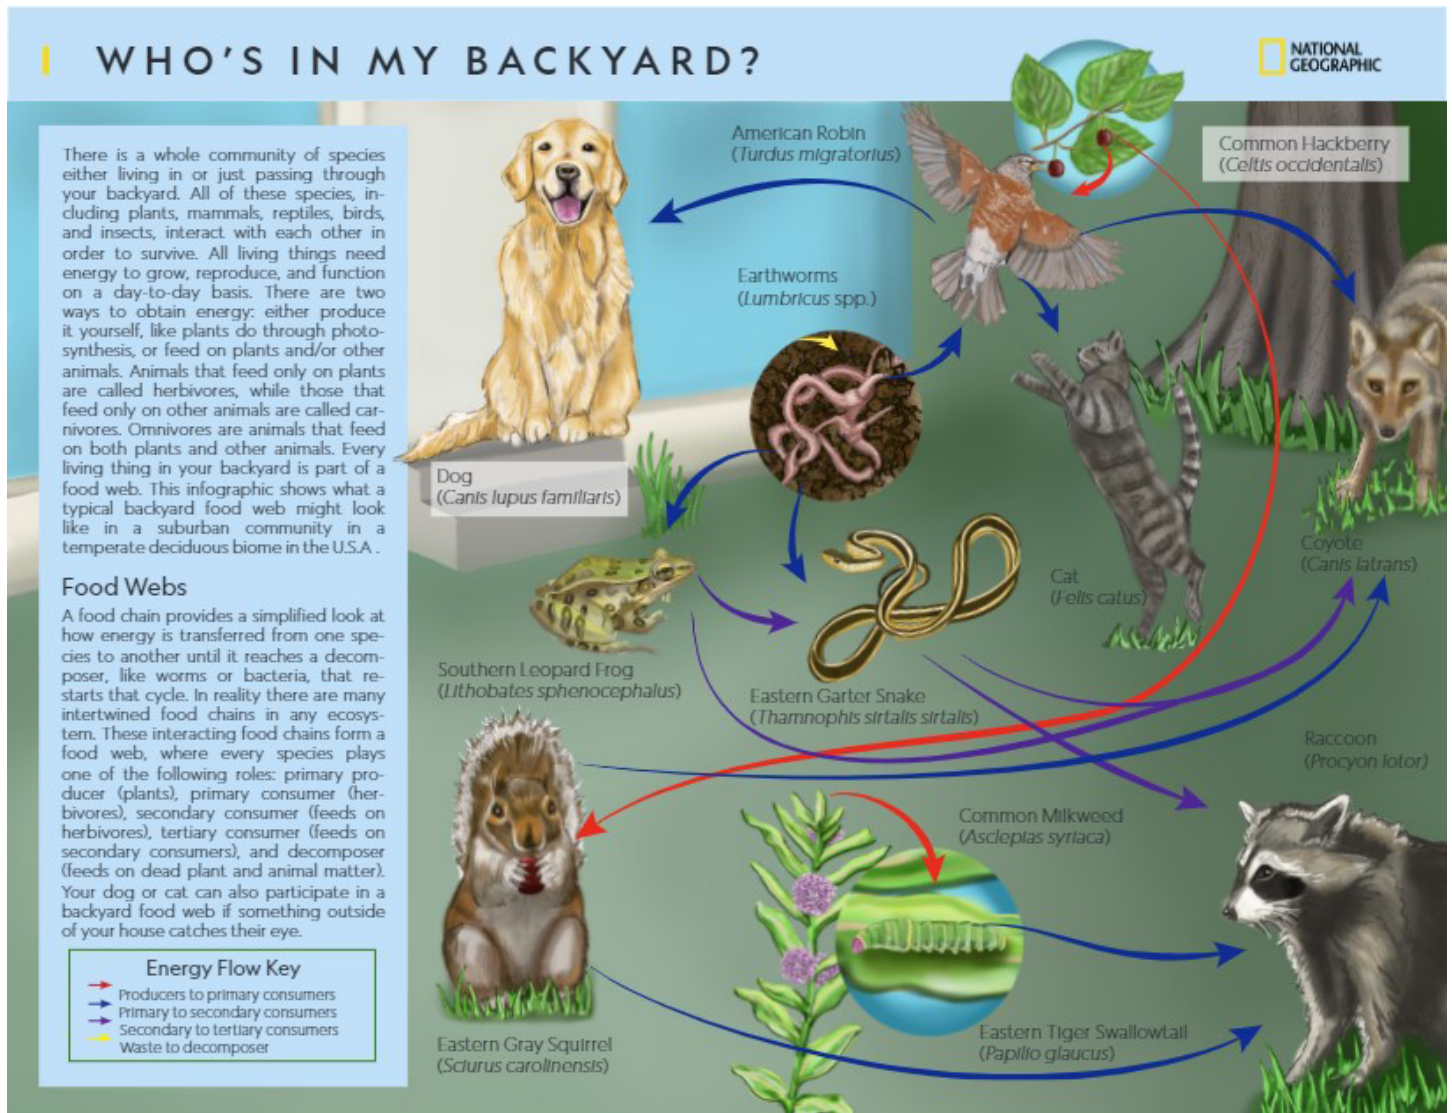 WHO'S IN MY BACKYARD?
NATIONAL
GEOGRAPHIC
There is a whole community of species
either living in or just passing through
your backyard. All of these species, in-
cluding plants, mammals, reptiles, birds,
and insects, interact with each other in
order to survive. All living things need
energy to grow, reproduce, and function
on a day-to-day basis. There are two
ways to obtain energy: either produce
it yourself, like plants do through photo-
synthesis, or feed on plants and/or other
animals. Animals that feed only on plants
are called herbivores, while those that
feed only on other animals are called car-
nivores. Omnivores are animals that feed
on both plants and other animals. Every
living thing in your backyard is part of a
food web. This infographic shows what a
typical backyard food web might look
like in a suburban community in a
temperate deciduous biome in the U.S.A .
Food Webs
A food chain provides a simplified look at
how energy is transferred from one spe-
cies to another until it reaches a decom-
poser, like worms or bacteria, that re-
starts that cycle. In reality there are many
intertwined food chains in any ecosys-
tem. These interacting food chains form a
food web, where every species plays
one of the following roles: primary pro-
ducer (plants), primary consumer (her-
bivores), secondary consumer (feeds on
herbivores), tertiary consumer (feeds on
secondary consumers), and decomposer
(feeds on dead plant and animal matter).
Your dog or cat can also participate in a
backyard food web if something outside
of your house catches their eye.
Energy Flow Key
Producers to primary consumers
Primary to secondary consumers
Secondary to tertiary consumers
Waste to decomposer
American Robin
(Turdus migratorius)
Common Hackberry
(Celtis occidentalis)
Earthworms
(Lumbricus spp.)
Dog
(Canis lupus familiaris)
Coyote
(Canis latrans)
Cat
(Felis catus)
Southern Leopard Frog
(Lithobates sphenocephalus)
Eastern Garter Snake
(Thamnophis sirtalis sirtalis)
Raccoon
(Procyon lotor)
Common Milkweed
(Asclepias syriaca)
Eastern Gray Squirrel
(Sciurus carolinensis)
Eastern Tiger Swallowtail
(Papilio glaucus)